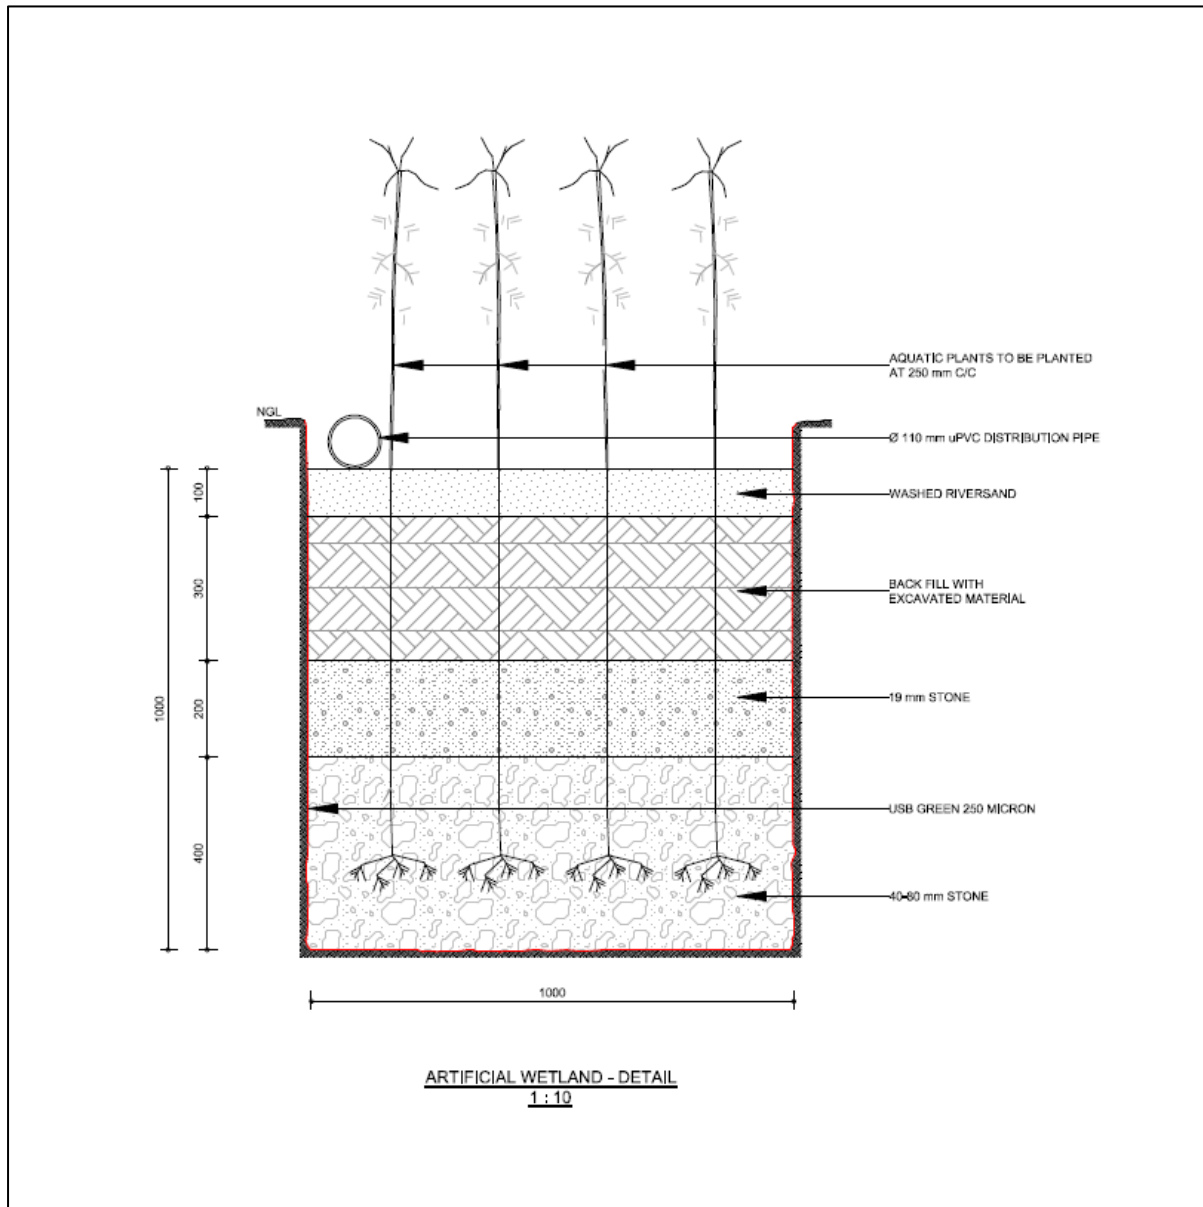 AQUATIC PLANTS TO BE PLANTED
AT 250 mm C/C
NGL
Ø 110 mm uPVC DISTRIBUTION PIPE
100
WASHED RIVERSAND
300
BACK FILL WITH
EXCAVATED MATERIAL
1000
200
19 mm STONE
USB GREEN 250 MICRON
400
40-80 mm STONE
1000
ARTIFICIAL WETLAND - DETAIL
1 : 10